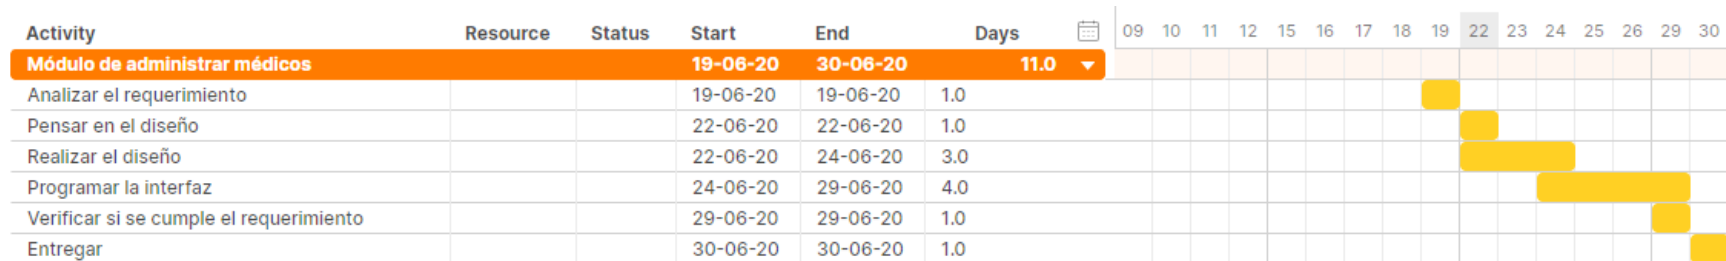 Activity Resource Status Start End Days 09 10 11 12 15 16 17 18 19 22 23 24 25 26 29 30
Módulo de administrar médicos 19-06-20 30-06-20 11.0
Analizar el requerimiento 19-06-20 19-06-20 1.0
Pensar en el diseño 22-06-20 22-06-20 1.0
Realizar el diseño 22-06-20 24-06-20 3.0
Programar la interfaz 24-06-20 29-06-20 4.0
Verificar si se cumple el requerimiento 29-06-20 29-06-20 1.0
Entregar 30-06-20 30-06-20 1.0